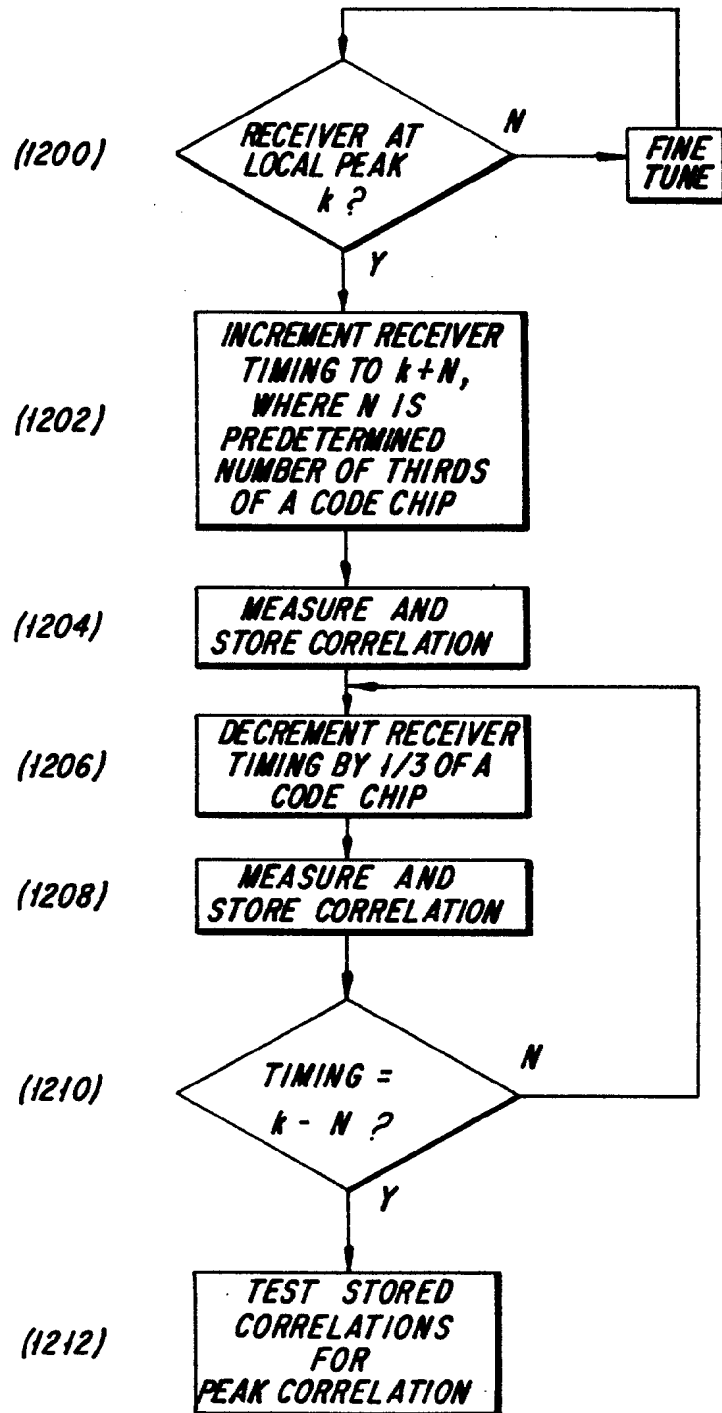 (1200)
RECEIVER AT
LOCAL PEAK
k ?
N
FINE
TUNE
Y
(1202)
INCREMENT RECEIVER
TIMING TO k+N,
WHERE N IS
PREDETERMINED
NUMBER OF THIRDS
OF A CODE CHIP
(1204)
MEASURE AND
STORE CORRELATION
(1206)
DECREMENT RECEIVER
TIMING BY 1/3 OF A
CODE CHIP
(1208)
MEASURE AND
STORE CORRELATION
(1210)
TIMING =
k - N ?
N
Y
(1212)
TEST STORED
CORRELATIONS
FOR
PEAK CORRELATION